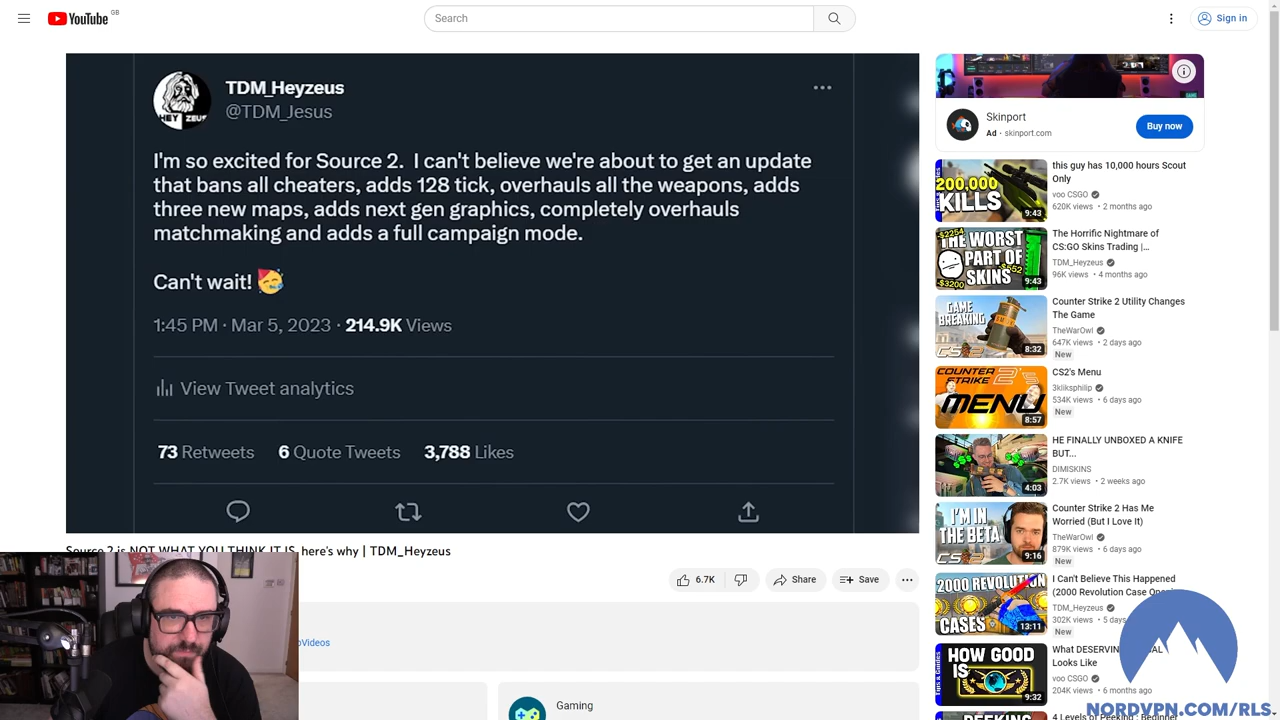 YouTube GB
Search
Sign in
TDM_Heyzeus
@TDM_Jesus
HEY ZEUS
I'm so excited for Source 2. I can't believe we're about to get an update
that bans all cheaters, adds 128 tick, overhauls all the weapons, adds
three new maps, adds next gen graphics, completely overhauls
matchmaking and adds a full campaign mode.
Can't wait!
1:45 PM · Mar 5, 2023 · 214.9K Views
View Tweet analytics
73 Retweets 6 Quote Tweets 3,788 Likes
Source 2 is NOT WHAT YOU THINK IT IS, here's why | TDM_Heyzeus
6.7K
Share
Save
oVideos
Gaming
Skinport
Ad · skinport.com
Buy now
200,000
KILLS
9:43
this guy has 10,000 hours Scout
Only
voo CSGO
620K views • 2 months ago
-$2254
THE WORST
PART OF
SKINS
-$3200
9:43
The Horrific Nightmare of
CS:GO Skins Trading |...
TDM_Heyzeus
96K views • 4 months ago
GAME
BREAKING
CS2
8:32
Counter Strike 2 Utility Changes
The Game
TheWarOwl
647K views • 2 days ago
New
COUNTER
STRIKE 2'S
MENU
8:57
CS2's Menu
3kliksphilip
534K views • 6 days ago
New
4:03
HE FINALLY UNBOXED A KNIFE
BUT...
DIMISKINS
2.7K views • 2 weeks ago
I'M IN
THE BETA
CS2
9:16
Counter Strike 2 Has Me
Worried (But I Love It)
TheWarOwl
879K views • 6 days ago
New
2000 REVOLUTION
CASES
13:11
I Can't Believe This Happened
(2000 Revolution Case
TDM_Heyzeus
302K views • 5 days
New
HOW GOOD
IS
9:32
What DESERVIN
Looks Like
voo CSGO
204K views • 6 months ago
4 Levels of Peeking : Beginner
NORDVPN.COM/RLS